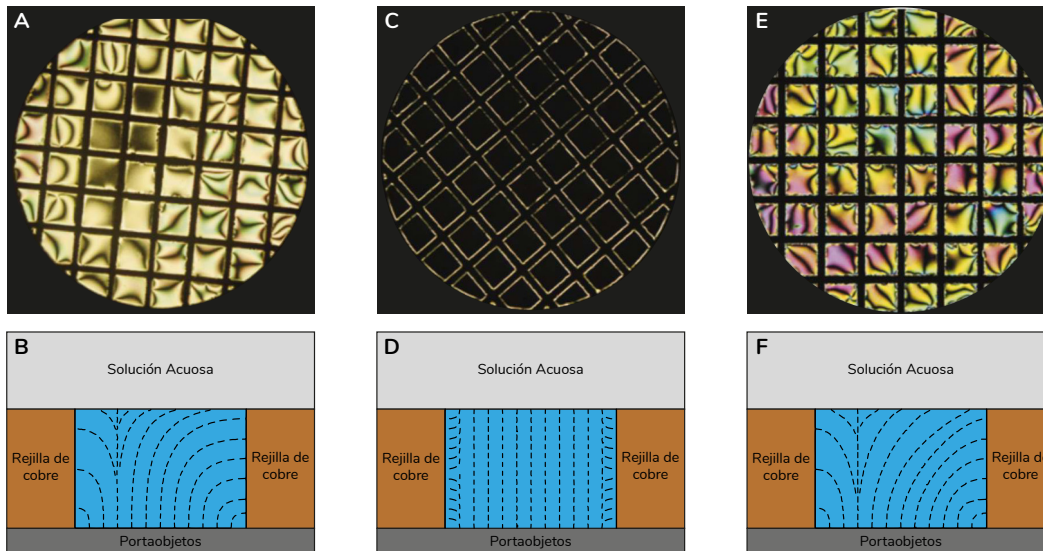 A
C
E
B
Solución Acuosa
Rejilla de
cobre
Rejilla de
cobre
Portaobjetos
D
Solución Acuosa
Rejilla de
cobre
Rejilla de
cobre
Portaobjetos
F
Solución Acuosa
Rejilla de
cobre
Rejilla de
cobre
Portaobjetos